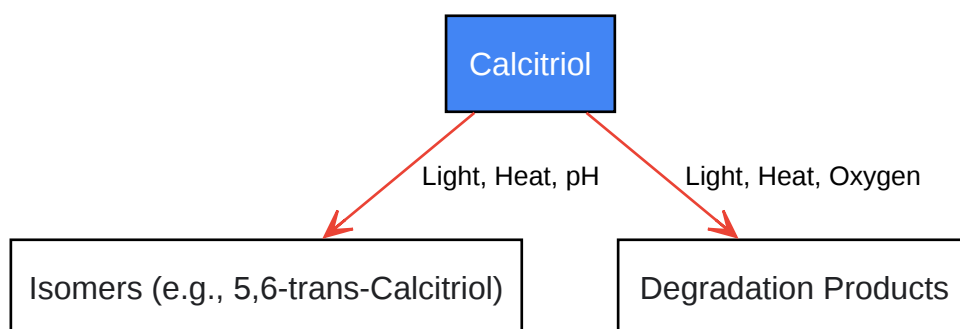 Calcitriol
Light, Heat, pH
Light, Heat, Oxygen
Isomers (e.g., 5,6-trans-Calcitriol)
Degradation Products